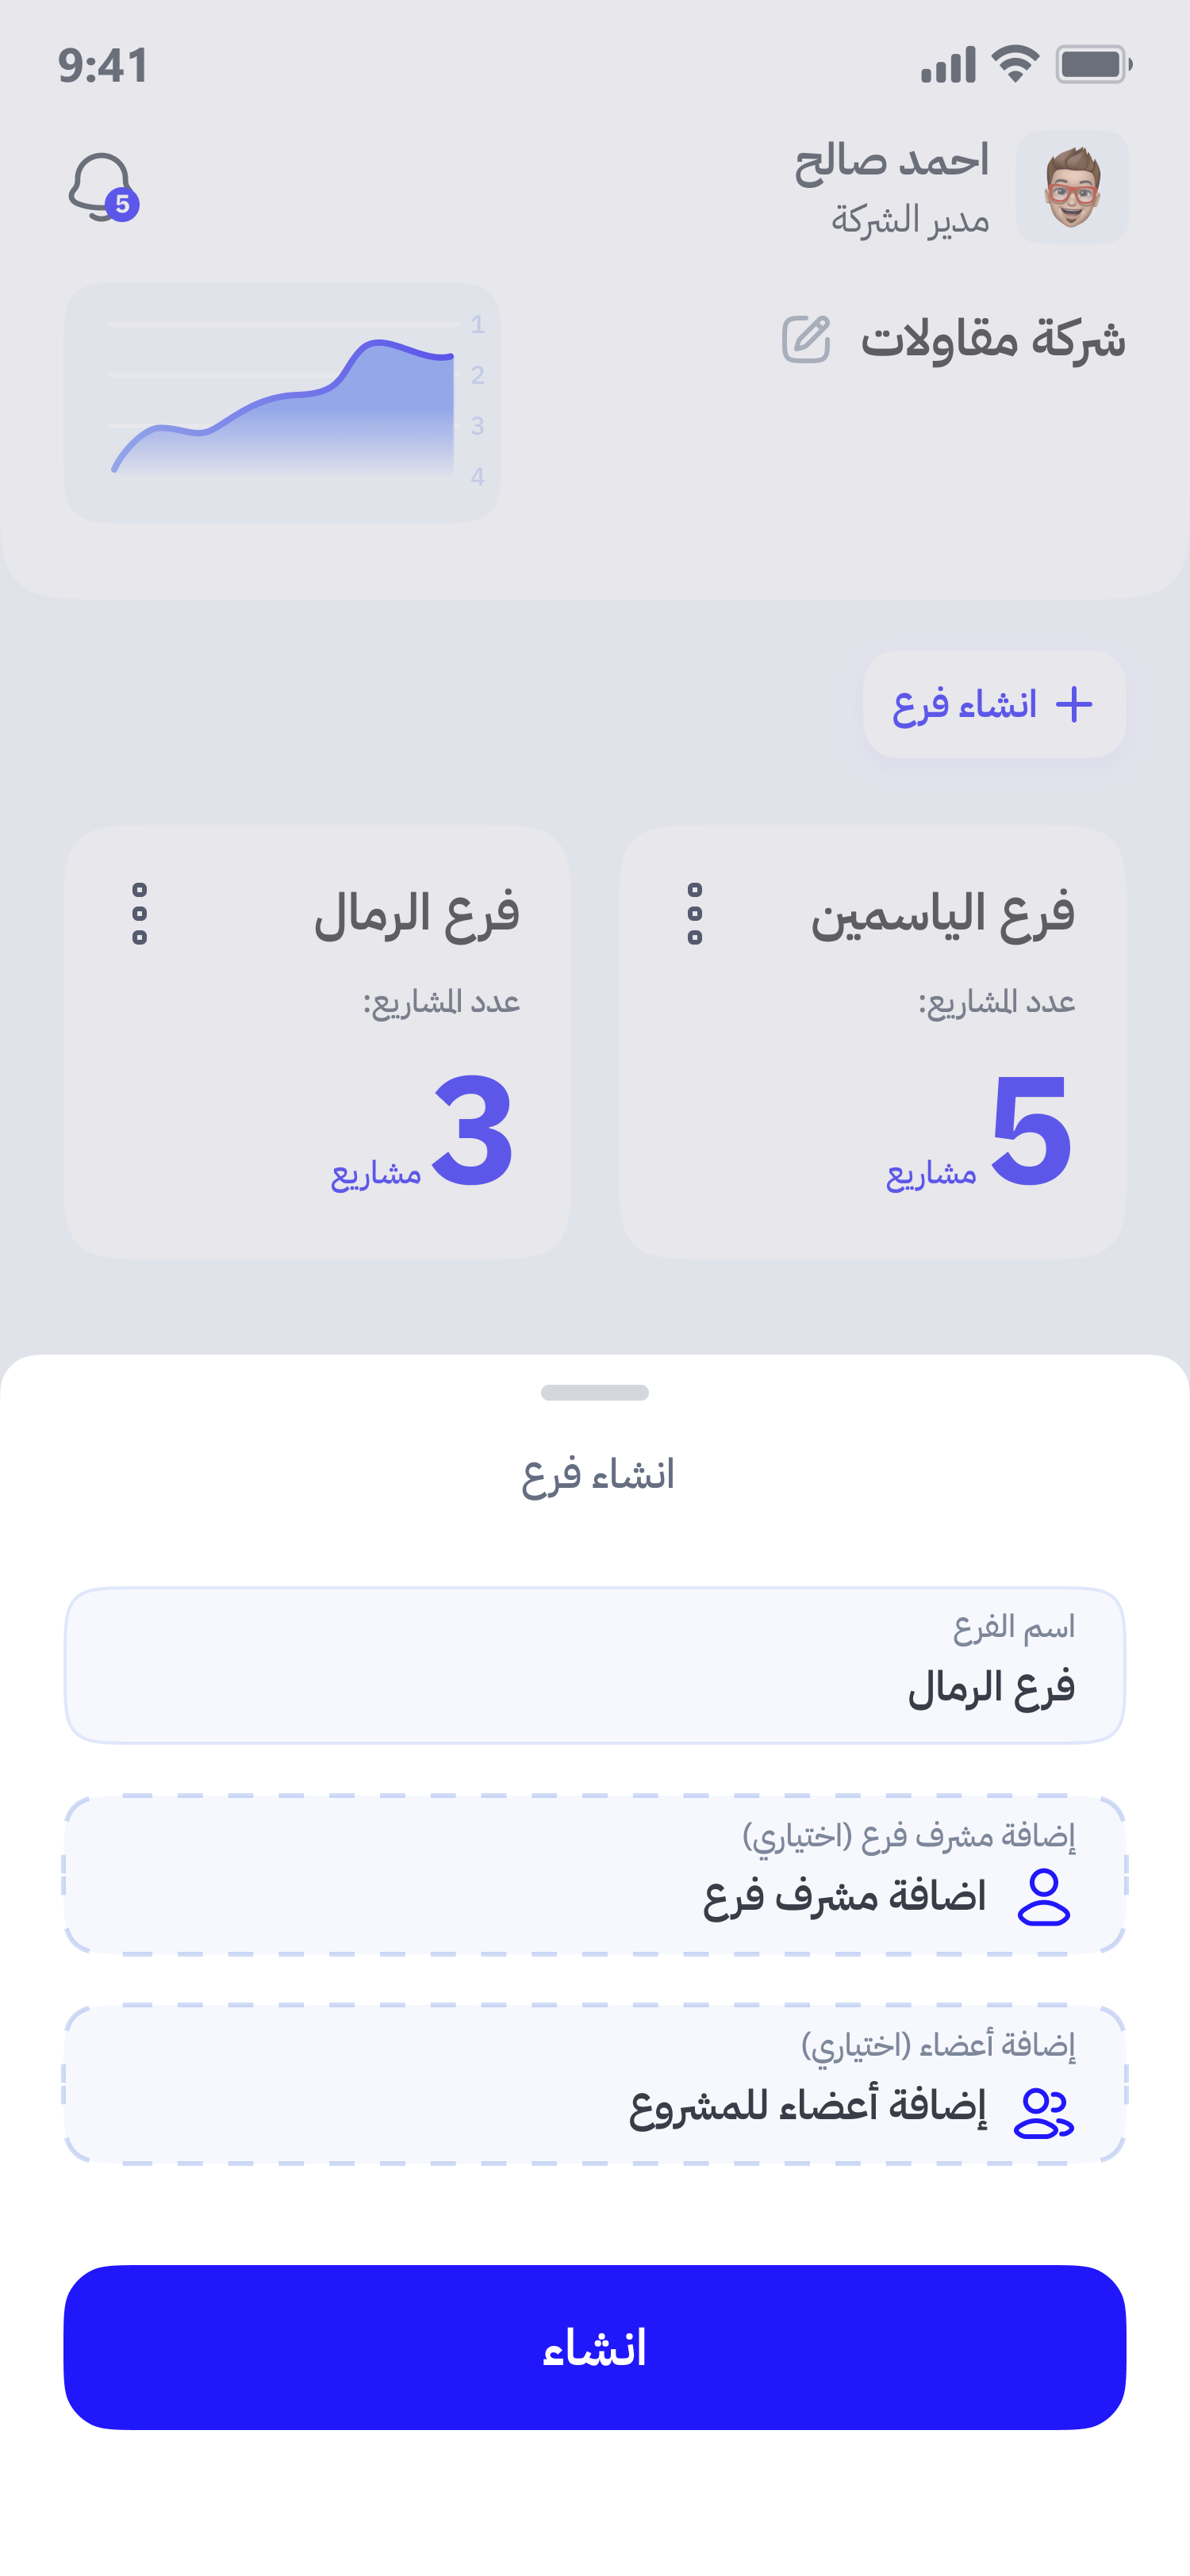 9:41
احمد صالح
مدير الشركة
5
شركة مقاولات
1
2
3
4
انشاء فرع
فرع الياسمين
عدد المشاريع:
5 مشاريع
فرع الرمال
عدد المشاريع:
3 مشاريع
انشاء فرع
اسم الفرع
فرع الرمال
إضافة مشرف فرع (اختياري)
اضافة مشرف فرع
إضافة أعضاء (اختياري)
إضافة أعضاء للمشروع
انشاء